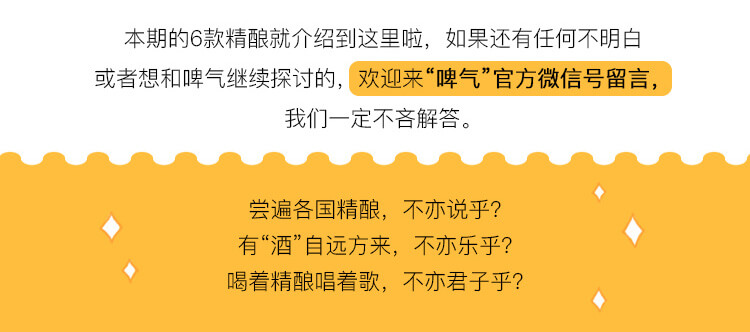 本期的6款精酿就介绍到这里啦，如果还有任何不明白
或者想和啤气继续探讨的，欢迎来“啤气”官方微信号留言，
我们一定不吝解答。
尝遍各国精酿，不亦说乎？
有“酒”自远方来，不亦乐乎？
喝着精酿唱着歌，不亦君子乎？